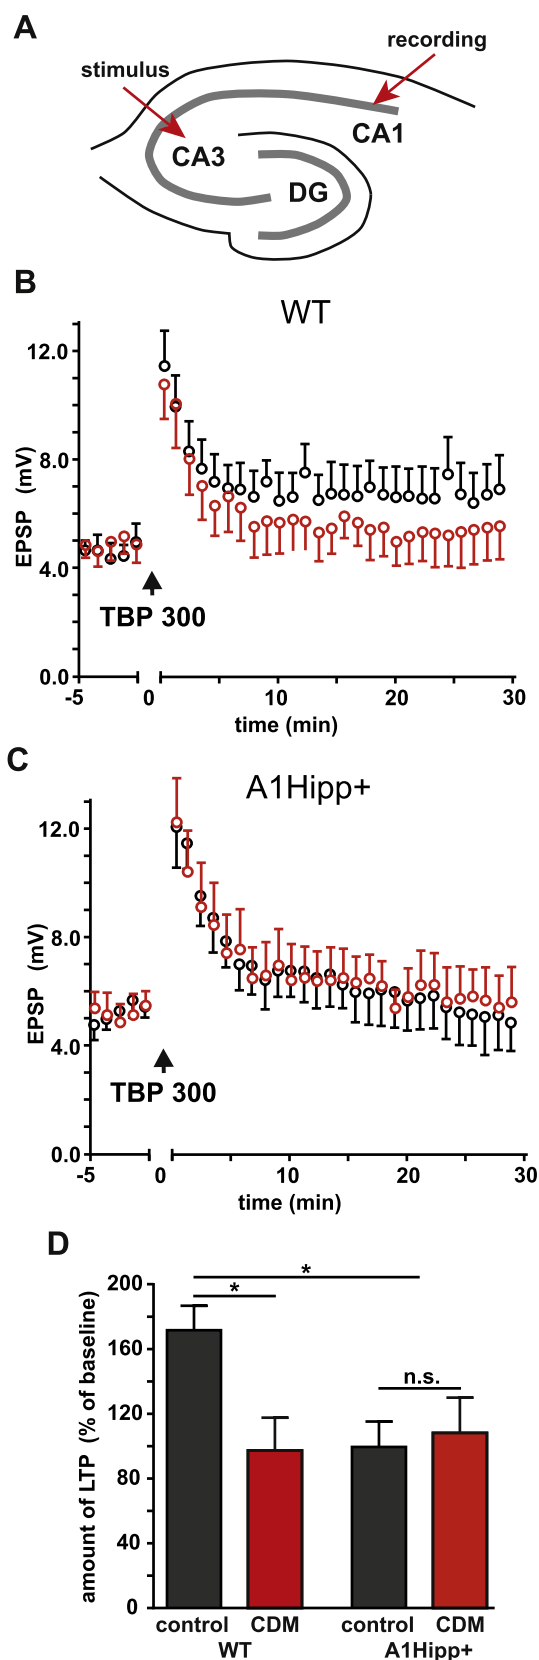 A
recording
stimulus
CA1
CA3
DG
B
WT
12.0
8.0
4.0
0.0
EPSP (mV)
TBP 300
-5 0 10 20 30
time (min)
C
A1Hipp+
12.0
8.0
4.0
0.0
EPSP (mV)
TBP 300
-5 0 10 20 30
time (min)
D
*
*
n.s.
200
160
120
80
40
0
amount of LTP (% of baseline)
control CDM control CDM
WT A1Hipp+